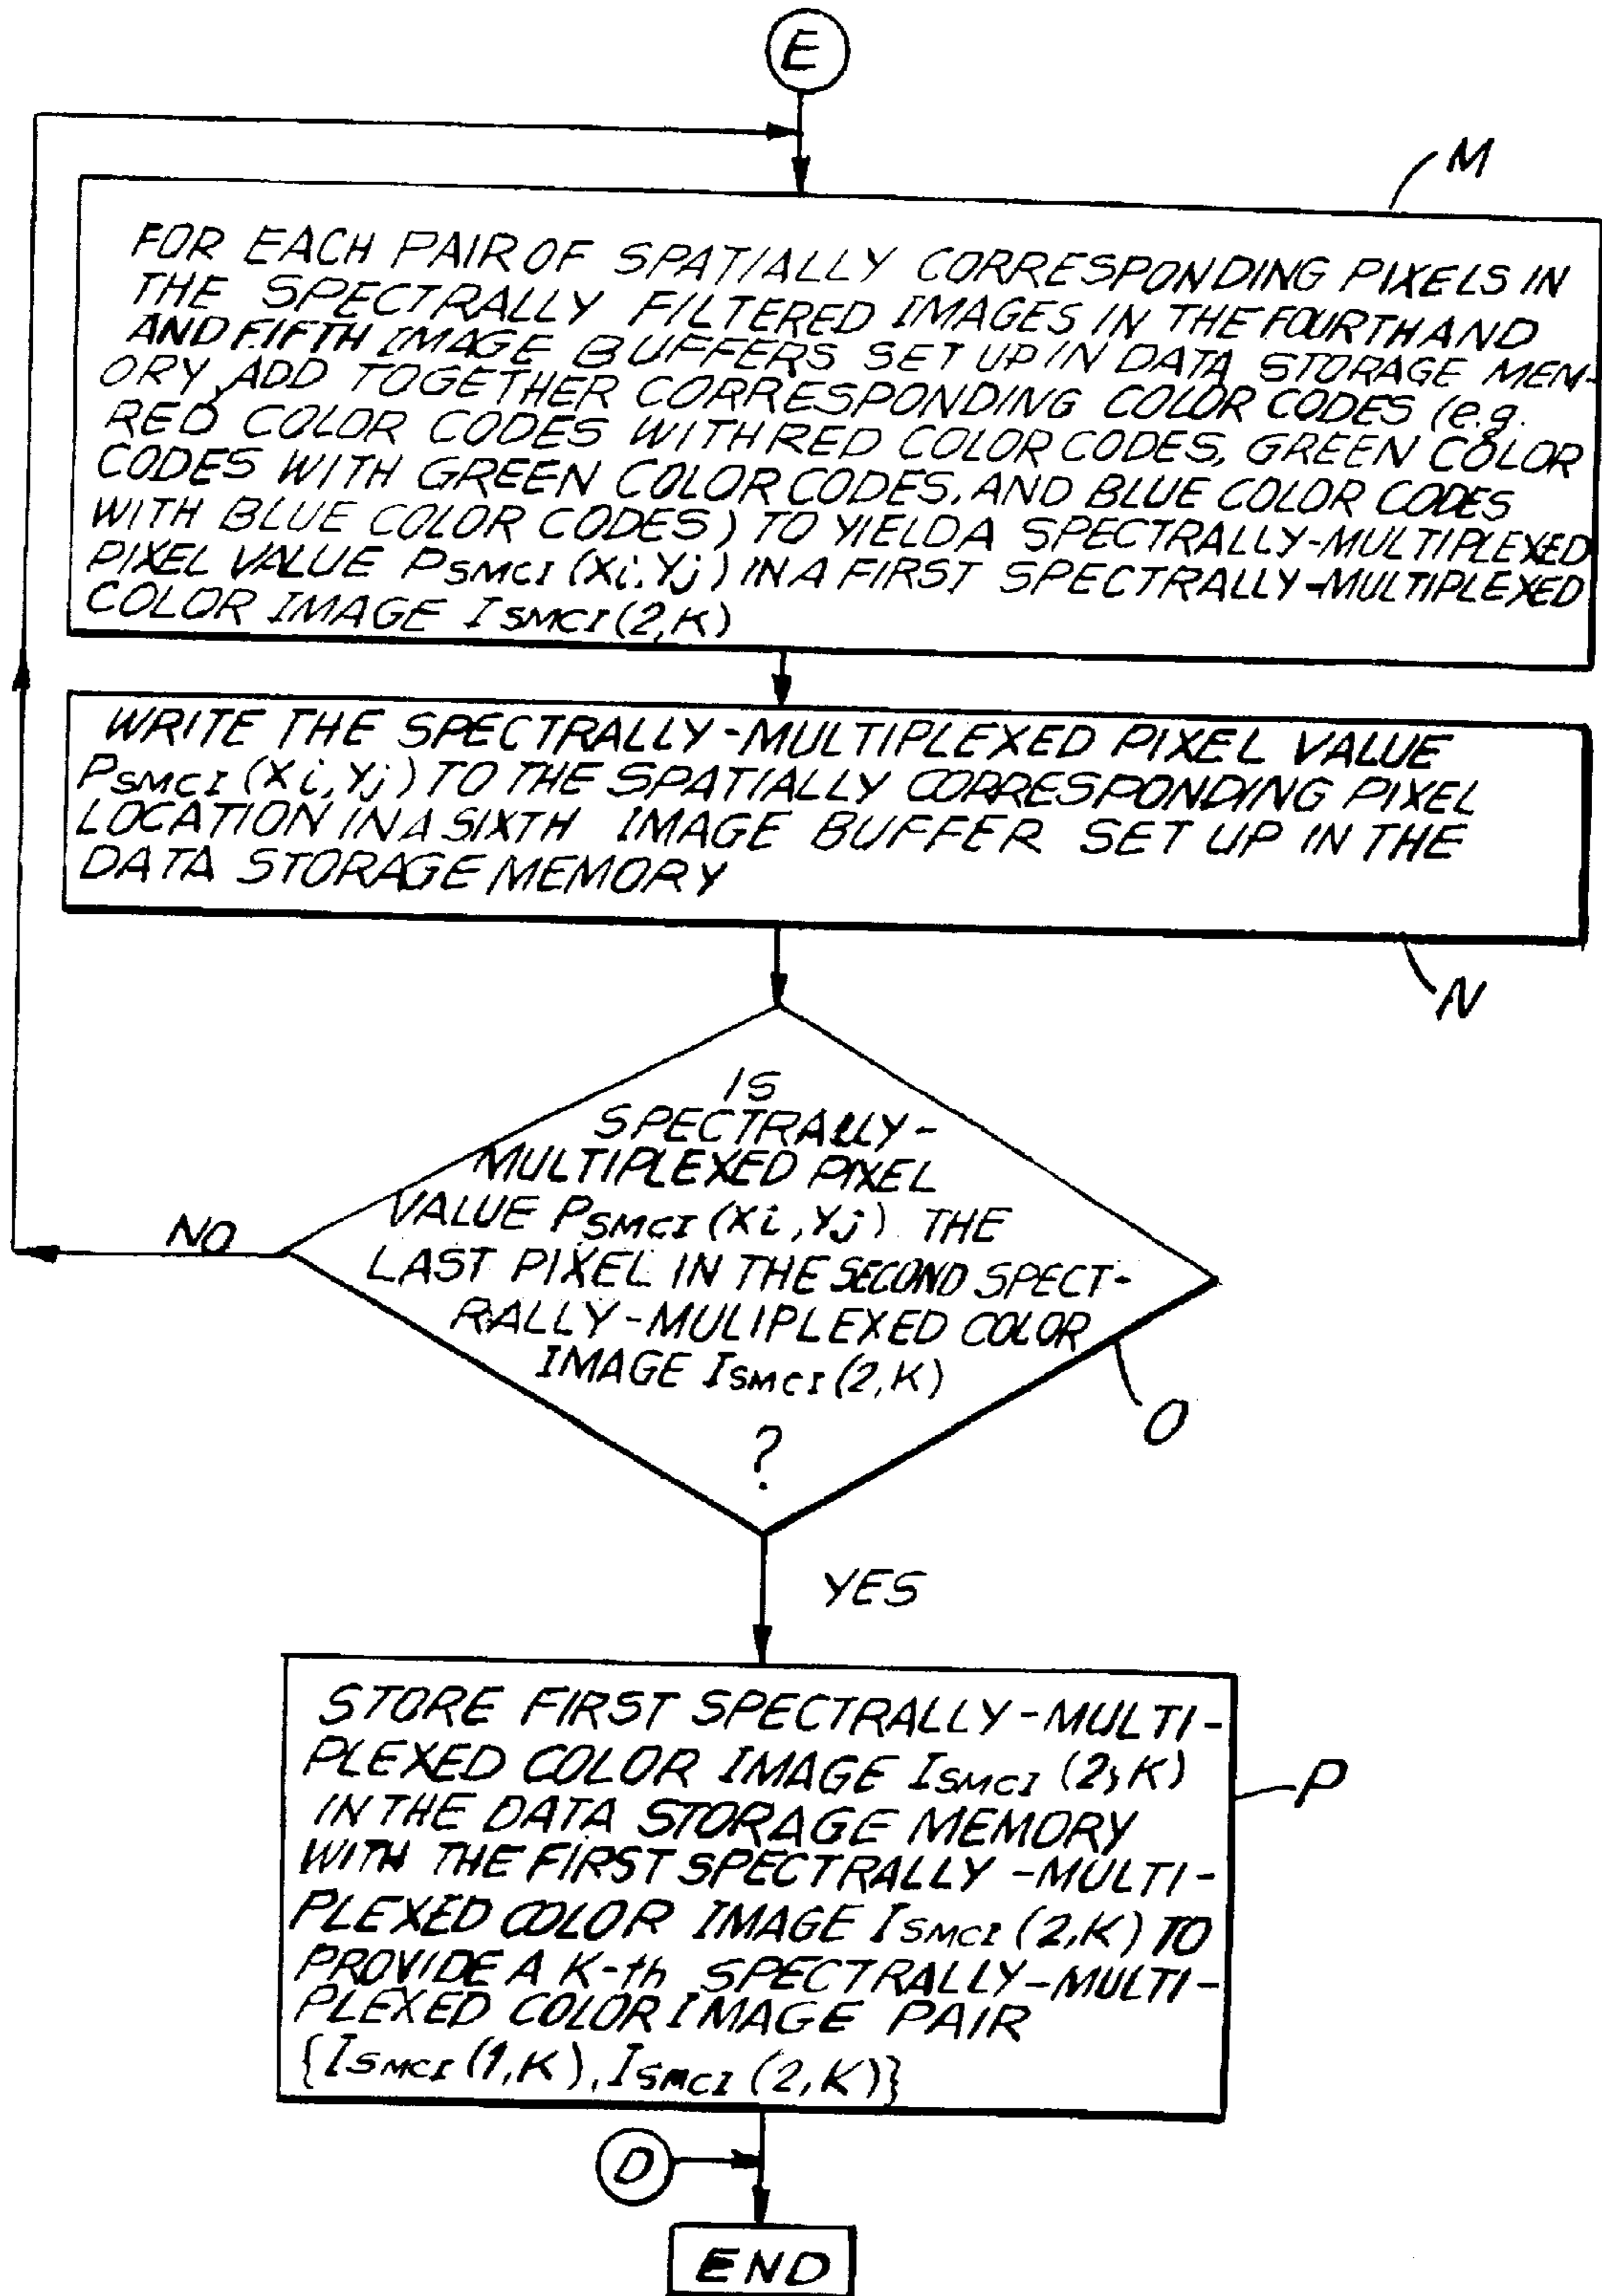 E
M
FOR EACH PAIR OF SPATIALLY CORRESPONDING PIXELS IN
THE SPECTRALLY FILTERED IMAGES IN THE FOURTH AND
AND FIFTH IMAGE BUFFERS SET UP IN DATA STORAGE MEM-
ORY, ADD TOGETHER CORRESPONDING COLOR CODES (e.g.
RED COLOR CODES WITH RED COLOR CODES, GREEN COLOR
CODES WITH GREEN COLOR CODES, AND BLUE COLOR CODES
WITH BLUE COLOR CODES) TO YIELD A SPECTRALLY-MULTIPLEXED
PIXEL VALUE PSMCI (Xi, Yj) IN A FIRST SPECTRALLY-MULTIPLEXED
COLOR IMAGE ISMCI (2,K)
WRITE THE SPECTRALLY-MULTIPLEXED PIXEL VALUE
PSMCI (Xi, Yj) TO THE SPATIALLY CORRESPONDING PIXEL
LOCATION IN A SIXTH IMAGE BUFFER SET UP IN THE
DATA STORAGE MEMORY
N
IS
SPECTRALLY-
MULTIPLEXED PIXEL
VALUE PSMCI (Xi, Yj) THE
LAST PIXEL IN THE SECOND SPECT-
RALLY-MULIPLEXED COLOR
IMAGE ISMCI (2,K)
?
NO
O
YES
STORE FIRST SPECTRALLY-MULTI-
PLEXED COLOR IMAGE ISMCI (2,K)
IN THE DATA STORAGE MEMORY
WITH THE FIRST SPECTRALLY-MULTI-
PLEXED COLOR IMAGE ISMCI (2,K) TO
PROVIDE A K-th SPECTRALLY-MULTI-
PLEXED COLOR IMAGE PAIR
{ISMCI (1,K), ISMCI (2,K)}
P
D
END